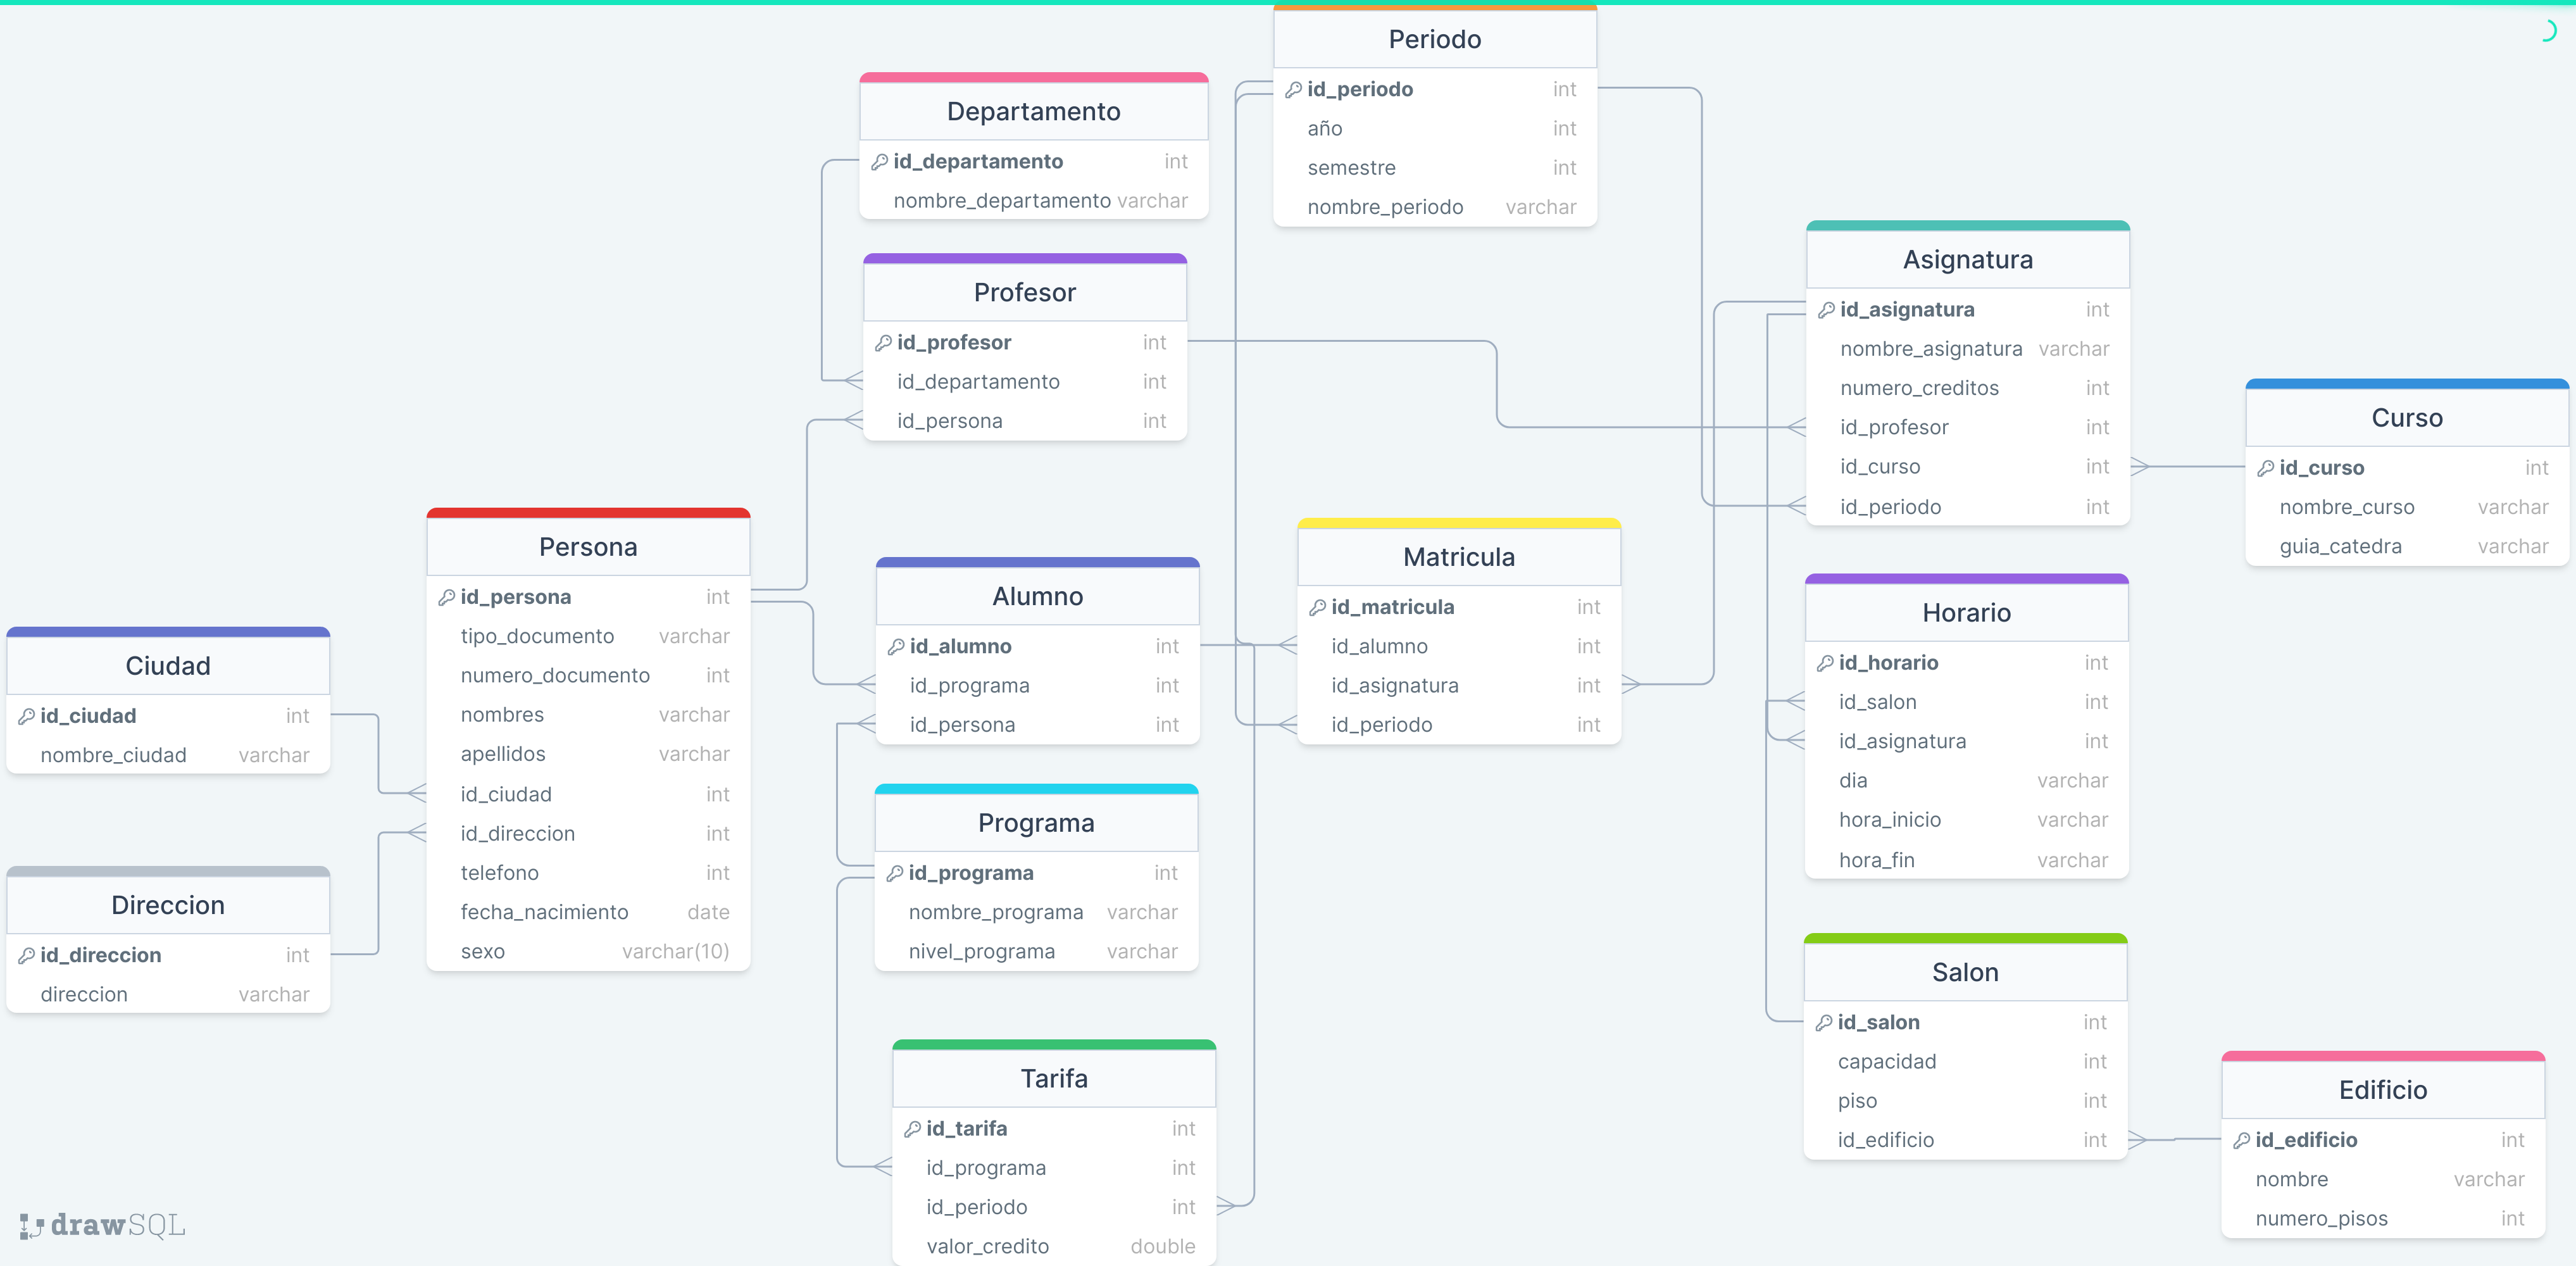 Periodo
id_periodo int
año int
semestre int
nombre_periodo varchar
Departamento
id_departamento int
nombre_departamento varchar
Profesor
id_profesor int
id_departamento int
id_persona int
Asignatura
id_asignatura int
nombre_asignatura varchar
numero_creditos int
id_profesor int
id_curso int
id_periodo int
Curso
id_curso int
nombre_curso varchar
guia_catedra varchar
Persona
id_persona int
tipo_documento varchar
numero_documento int
nombres varchar
apellidos varchar
id_ciudad int
id_direccion int
telefono int
fecha_nacimiento date
sexo varchar(10)
Alumno
id_alumno int
id_programa int
id_persona int
Matricula
id_matricula int
id_alumno int
id_asignatura int
id_periodo int
Horario
id_horario int
id_salon int
id_asignatura int
dia varchar
hora_inicio varchar
hora_fin varchar
Ciudad
id_ciudad int
nombre_ciudad varchar
Direccion
id_direccion int
direccion varchar
Programa
id_programa int
nombre_programa varchar
nivel_programa varchar
Salon
id_salon int
capacidad int
piso int
id_edificio int
Tarifa
id_tarifa int
id_programa int
id_periodo int
valor_credito double
Edificio
id_edificio int
nombre varchar
numero_pisos int
drawSQL